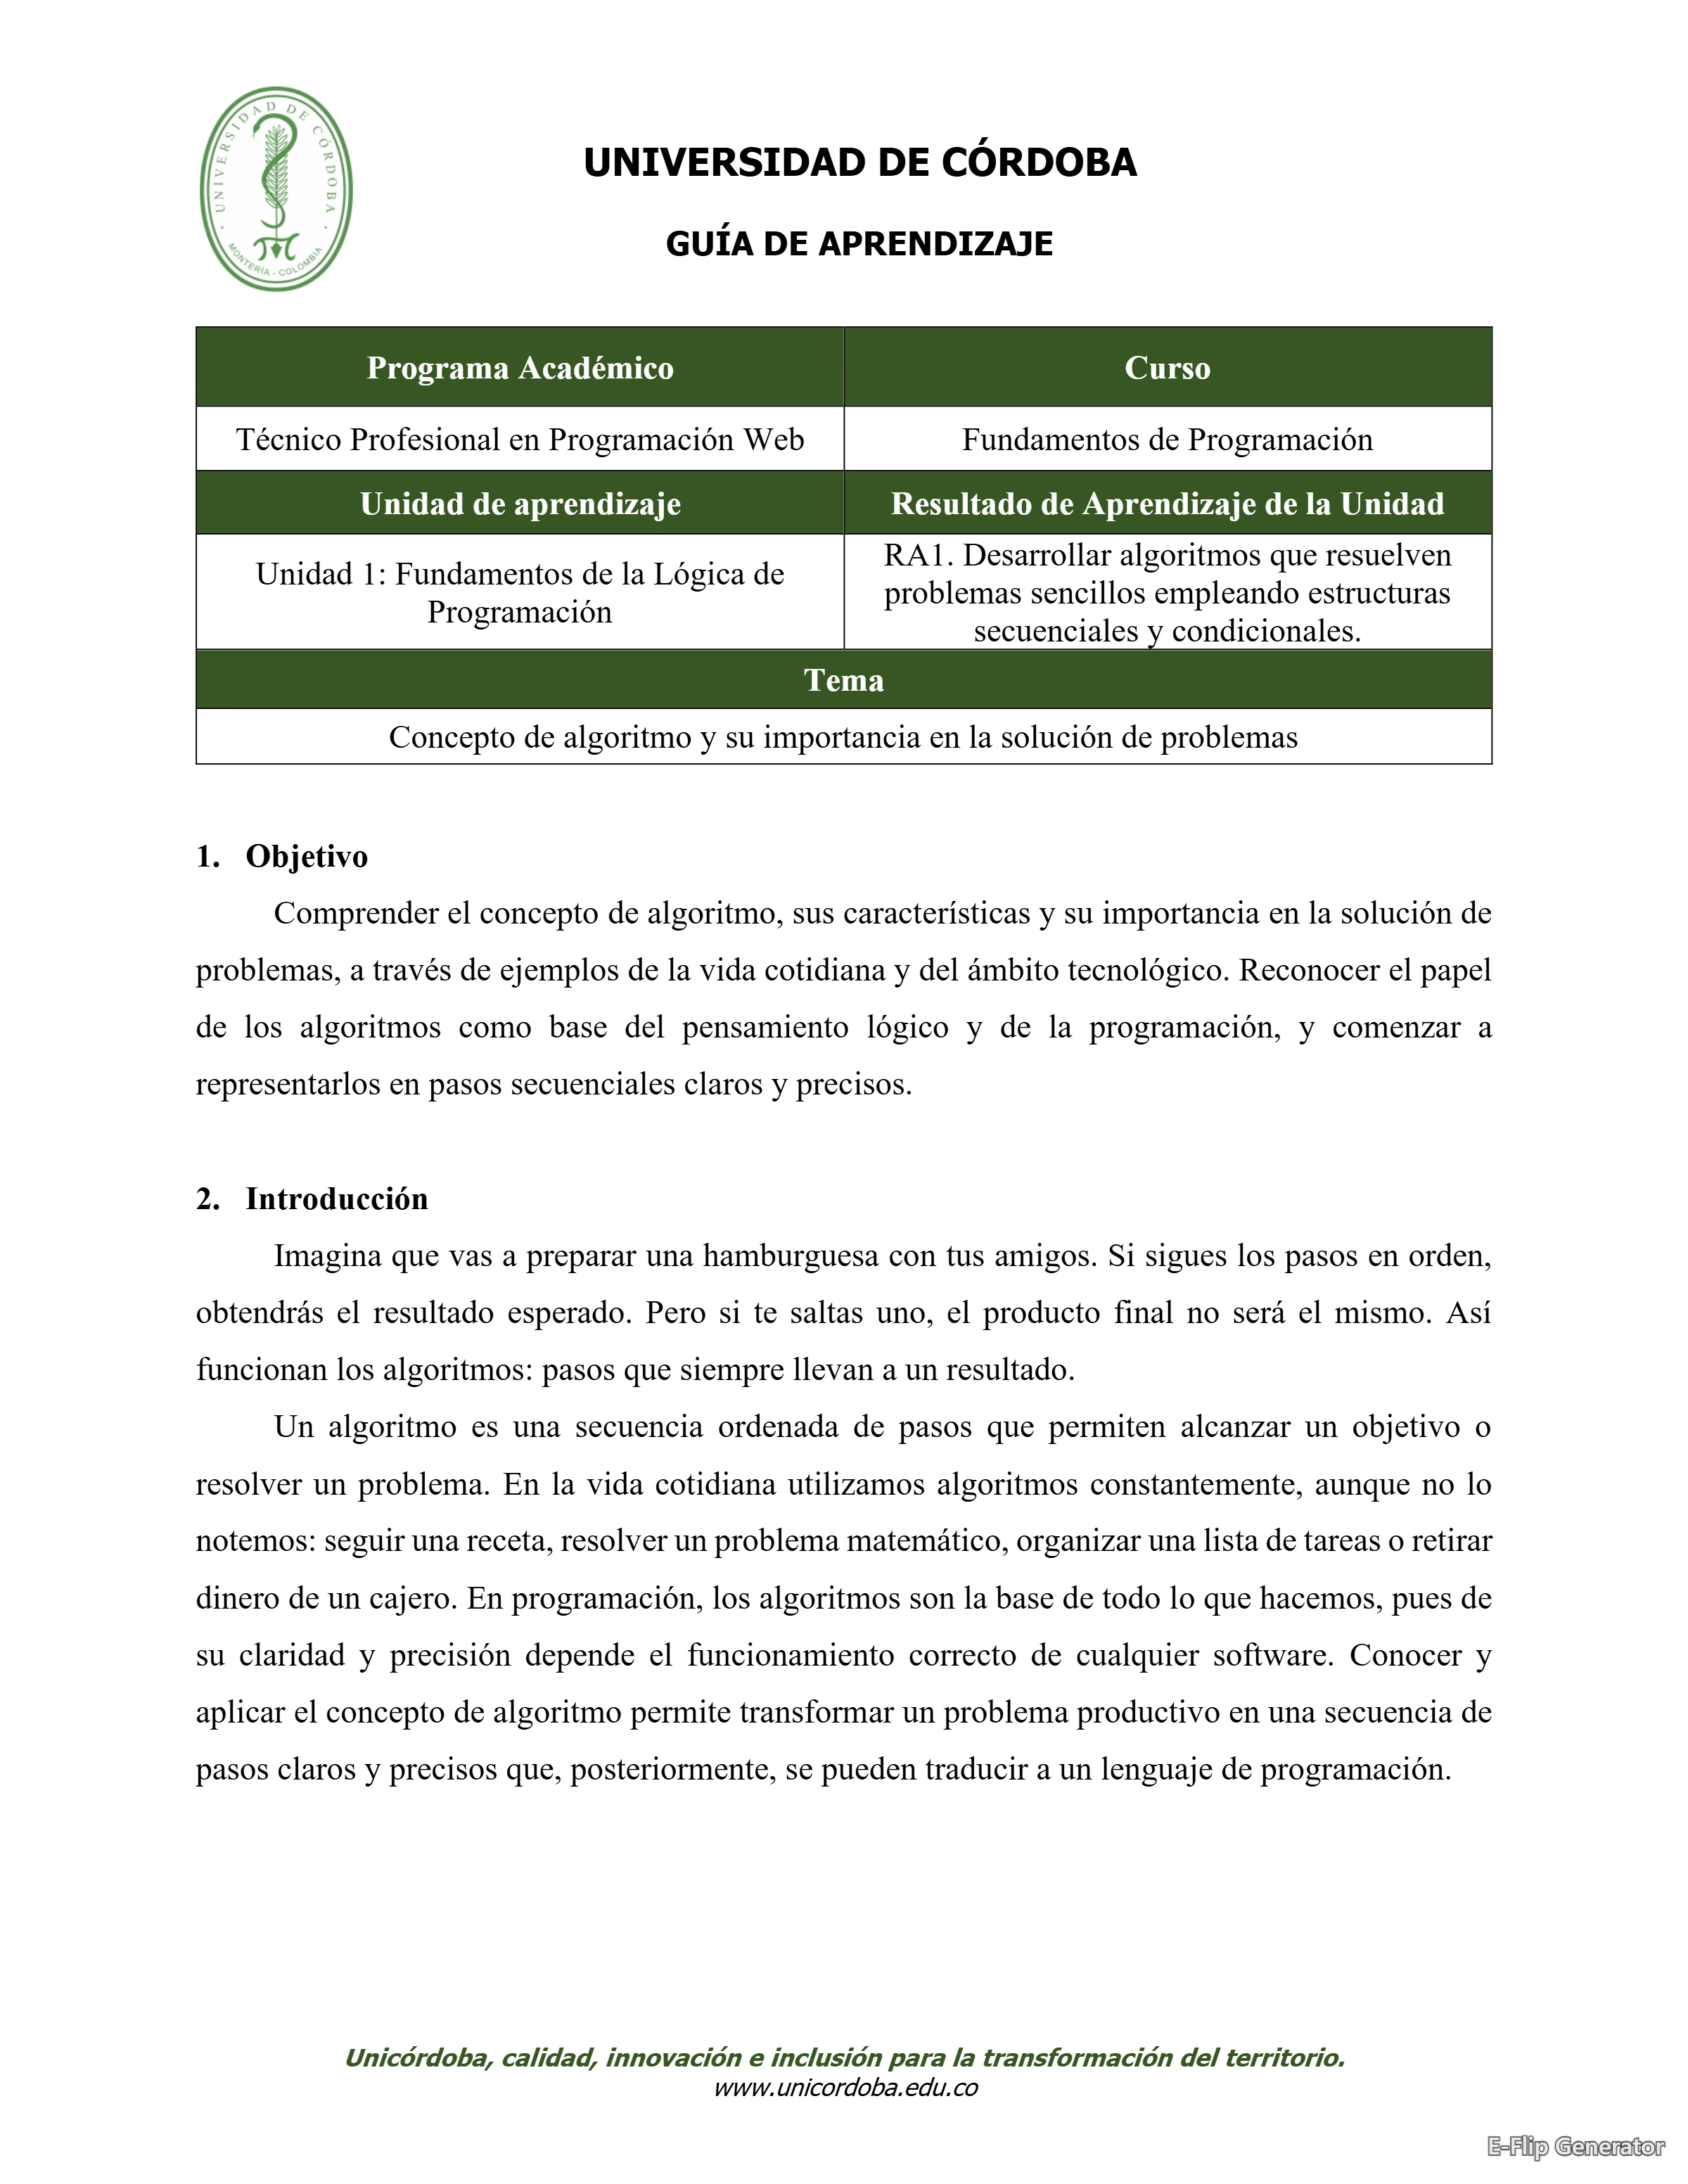 UNIVERSIDAD DE CÓRDOBA
MONTERÍA - COLOMBIA
UNIVERSIDAD DE CÓRDOBA
GUÍA DE APRENDIZAJE
Programa Académico
Curso
Técnico Profesional en Programación Web
Fundamentos de Programación
Unidad de aprendizaje
Resultado de Aprendizaje de la Unidad
Unidad 1: Fundamentos de la Lógica de
Programación
RA1. Desarrollar algoritmos que resuelven
problemas sencillos empleando estructuras
secuenciales y condicionales.
Tema
Concepto de algoritmo y su importancia en la solución de problemas
1. Objetivo
Comprender el concepto de algoritmo, sus características y su importancia en la solución de
problemas, a través de ejemplos de la vida cotidiana y del ámbito tecnológico. Reconocer el papel
de los algoritmos como base del pensamiento lógico y de la programación, y comenzar a
representarlos en pasos secuenciales claros y precisos.
2. Introducción
Imagina que vas a preparar una hamburguesa con tus amigos. Si sigues los pasos en orden,
obtendrás el resultado esperado. Pero si te saltas uno, el producto final no será el mismo. Así
funcionan los algoritmos: pasos que siempre llevan a un resultado.
Un algoritmo es una secuencia ordenada de pasos que permiten alcanzar un objetivo o
resolver un problema. En la vida cotidiana utilizamos algoritmos constantemente, aunque no lo
notemos: seguir una receta, resolver un problema matemático, organizar una lista de tareas o retirar
dinero de un cajero. En programación, los algoritmos son la base de todo lo que hacemos, pues de
su claridad y precisión depende el funcionamiento correcto de cualquier software. Conocer y
aplicar el concepto de algoritmo permite transformar un problema productivo en una secuencia de
pasos claros y precisos que, posteriormente, se pueden traducir a un lenguaje de programación.
Unicórdoba, calidad, innovación e inclusión para la transformación del territorio.
www.unicordoba.edu.co
E-Flip Generator